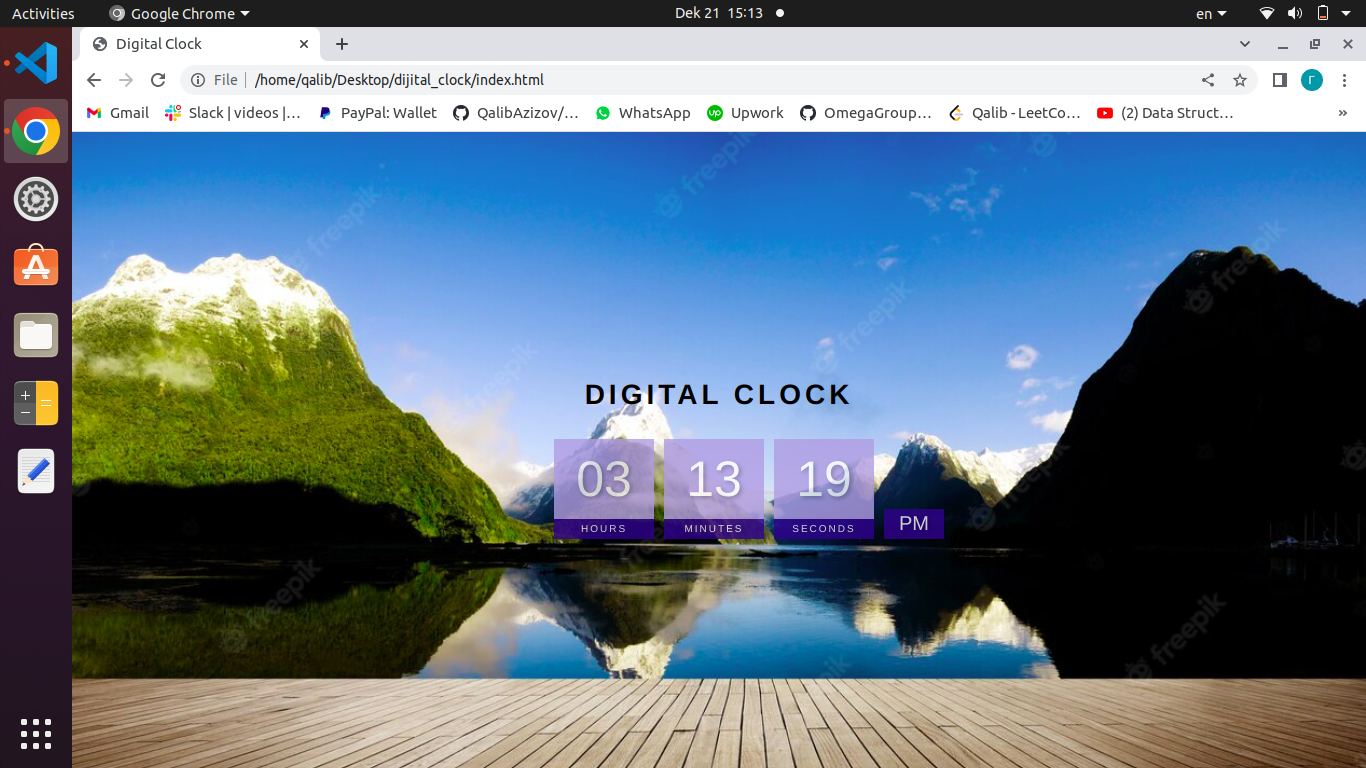 Activities Google Chrome Dek 21 15:13 en
Digital Clock
File /home/qalib/Desktop/dijital_clock/index.html Г
Gmail Slack | videos |… PayPal: Wallet QalibAzizov/… WhatsApp up Upwork OmegaGroup… Qalib - LeetCo… (2) Data Struct… »
freepik
freepik
freepik
freepik
freepik
DIGITAL CLOCK
03 13 19
HOURS MINUTES SECONDS PM
freepik
freepik
freepik
freepik